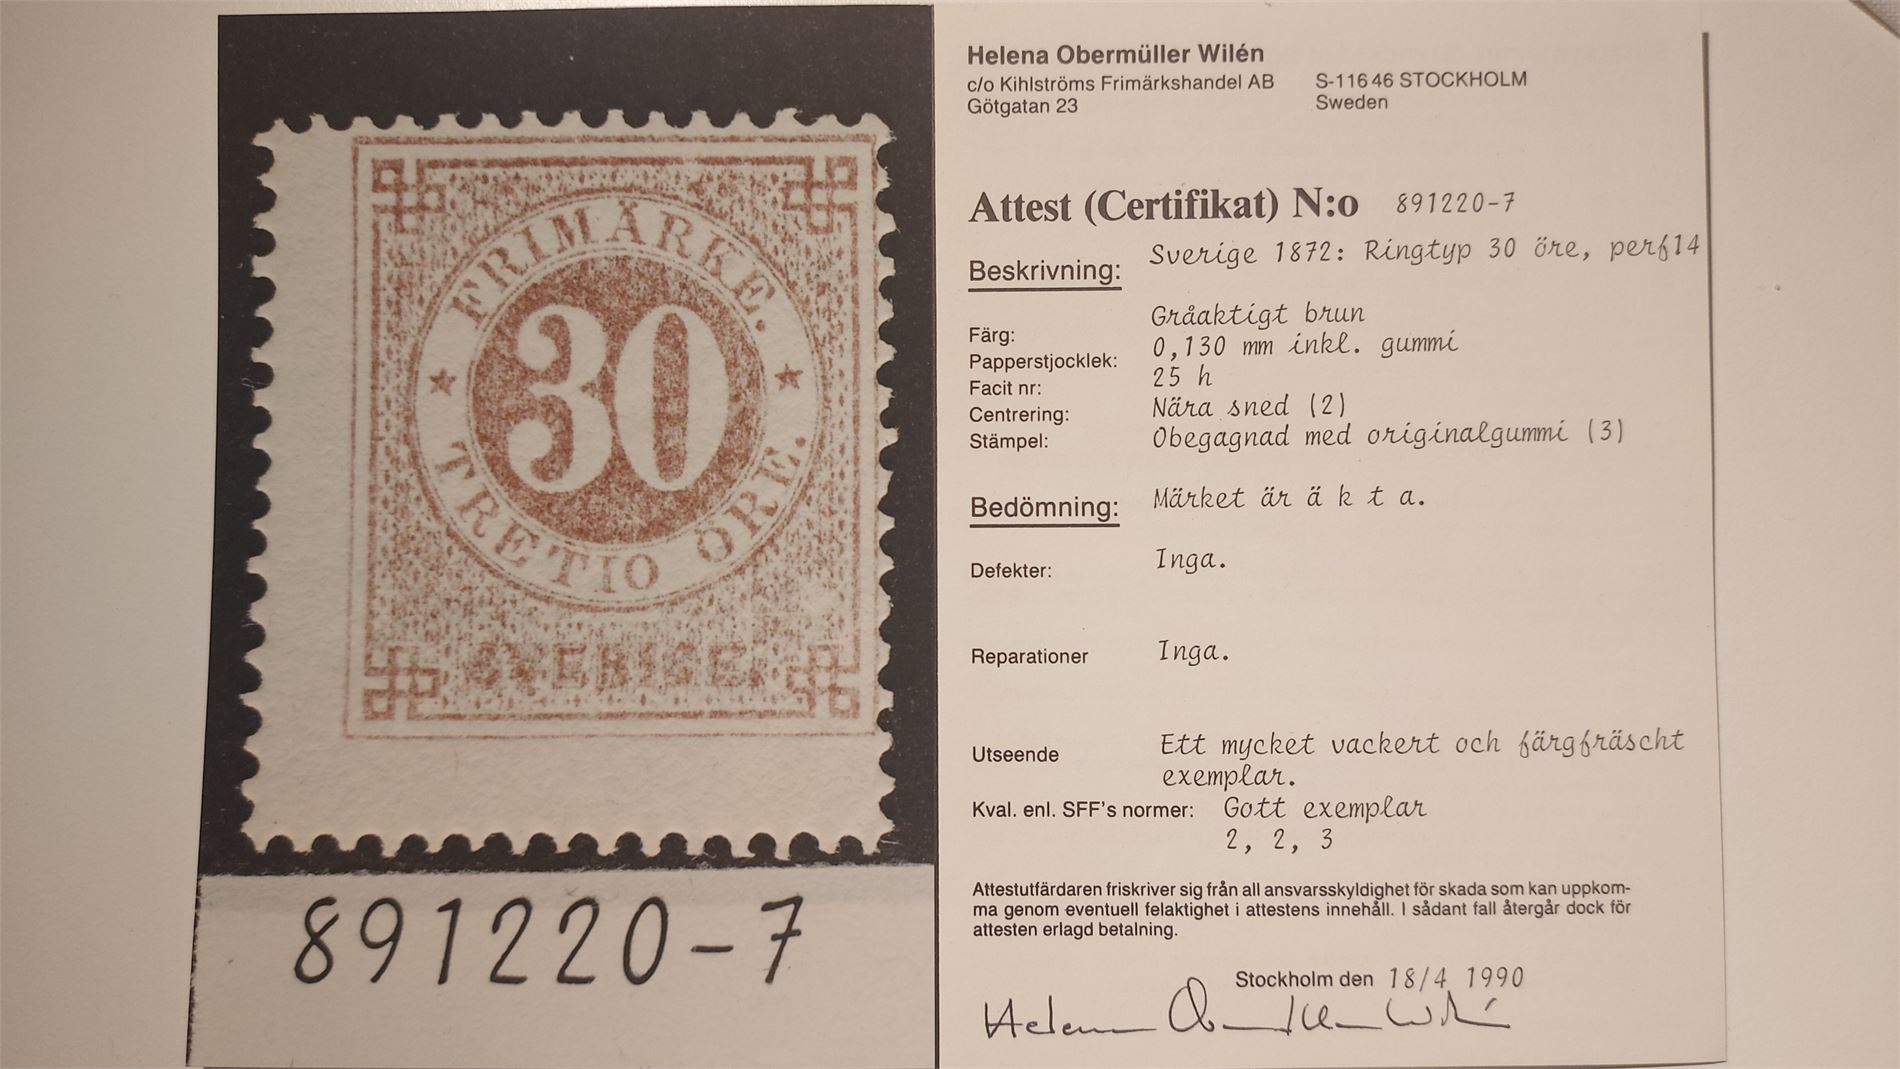 FRIMÄRKE.
30
TRETIO ÖRE.
SVERIGE
891220-7
Helena Obermüller Wilén
c/o Kihlströms Frimärkshandel AB S-116 46 STOCKHOLM
Götgatan 23 Sweden
Attest (Certifikat) N:o 891220-7
Beskrivning: Sverige 1872: Ringtyp 30 öre, perf14
Färg: Gråaktigt brun
Papperstjocklek: 0,130 mm inkl. gummi
Facit nr: 25 h
Centrering: Nära sned (2)
Stämpel: Obegagnad med originalgummi (3)
Bedömning: Märket är ä k t a.
Defekter: Inga.
Reparationer Inga.
Utseende Ett mycket vackert och färgfräscht
exemplar.
Kval. enl. SFF's normer: Gott exemplar
2, 2, 3
Attestutfärdaren friskriver sig från all ansvarsskyldighet för skada som kan uppkom-
ma genom eventuell felaktighet i attestens innehåll. I sådant fall återgår dock för
attesten erlagd betalning.
Stockholm den 18/4 1990
Helena Obermüller Wilén